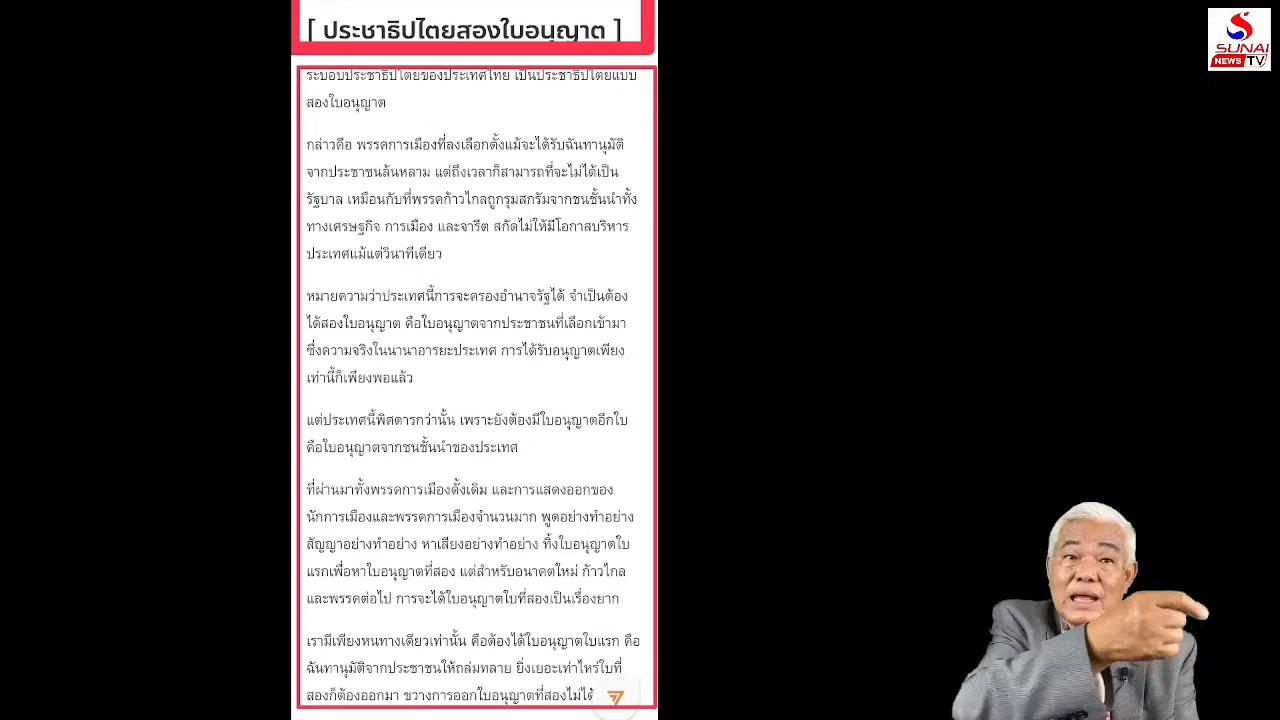 [ ประชาธิปไตยสองใบอนุญาต ]
SUNAI
NEWS TV
ระบอบประชาธิปไตยของประเทศไทย เป็นประชาธิปไตยแบบ
สองใบอนุญาต
กล่าวคือ พรรคการเมืองที่ลงเลือกตั้งแม้จะได้รับฉันทานุมัติ
จากประชาชนล้นหลาม แต่ถึงเวลาก็สามารถที่จะไม่ได้เป็น
รัฐบาล เหมือนกับที่พรรคก้าวไกลถูกรุมสกรัมจากชนชั้นนำทั้ง
ทางเศรษฐกิจ การเมือง และจารีต สกัดไม่ให้มีโอกาสบริหาร
ประเทศแม้แต่วินาทีเดียว
หมายความว่าประเทศนี้การจะครองอำนาจรัฐได้ จำเป็นต้อง
ได้สองใบอนุญาต คือใบอนุญาตจากประชาชนที่เลือกเข้ามา
ซึ่งความจริงในนานาอารยะประเทศ การได้รับอนุญาตเพียง
เท่านี้ก็เพียงพอแล้ว
แต่ประเทศนี้พิศดารกว่านั้น เพราะยังต้องมีใบอนุญาตอีกใบ
คือใบอนุญาตจากชนชั้นนำของประเทศ
ที่ผ่านมาทั้งพรรคการเมืองดั้งเดิม และการแสดงออกของ
นักการเมืองและพรรคการเมืองจำนวนมาก พูดอย่างทำอย่าง
สัญญาอย่างทำอย่าง หาเสียงอย่างทำอย่าง ทิ้งใบอนุญาตใบ
แรกเพื่อหาใบอนุญาตที่สอง แต่สำหรับอนาคตใหม่ ก้าวไกล
และพรรคต่อไป การจะได้ใบอนุญาตใบที่สองเป็นเรื่องยาก
เรามีเพียงหนทางเดียวเท่านั้น คือต้องได้ใบอนุญาตใบแรก คือ
ฉันทานุมัติจากประชาชนให้ถล่มทลาย ยิ่งเยอะเท่าไหร่ใบที่
สองก็ต้องออกมา ขวางการออกใบอนุญาตที่สองไม่ได้